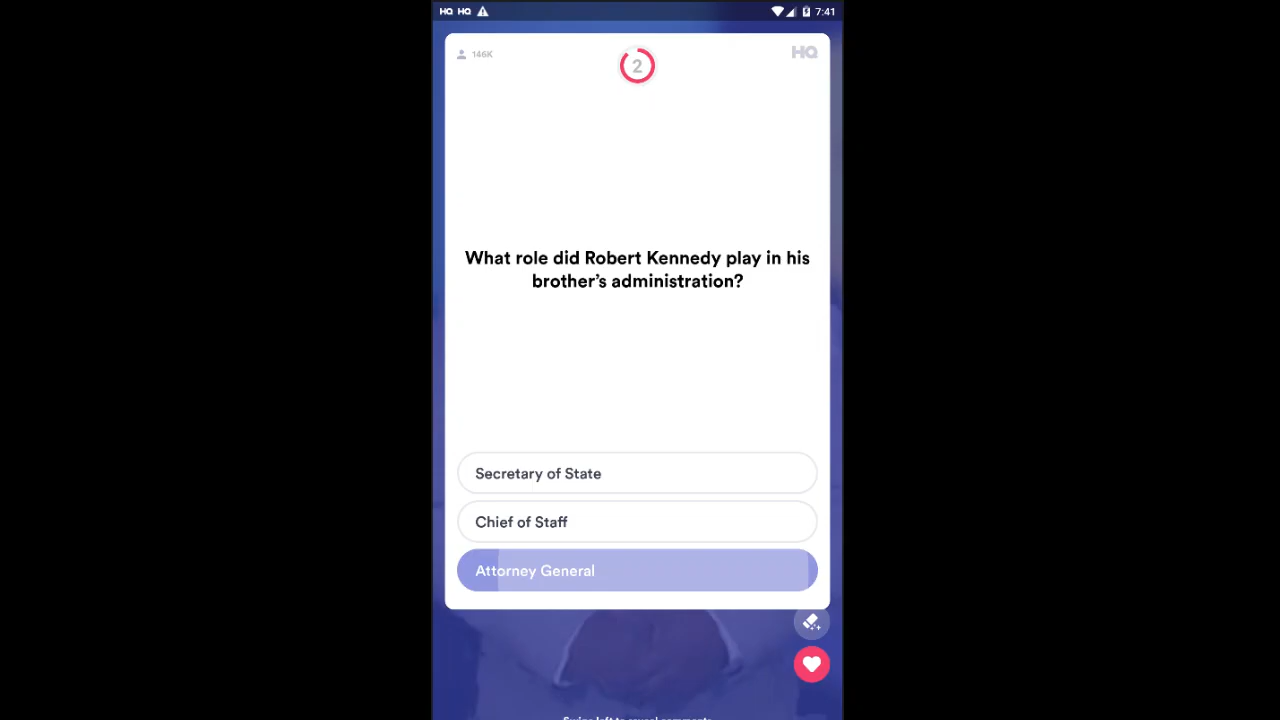 HQ HQ 7:41
146K 2 HQ
What role did Robert Kennedy play in his
brother's administration?
Secretary of State
Chief of Staff
Attorney General